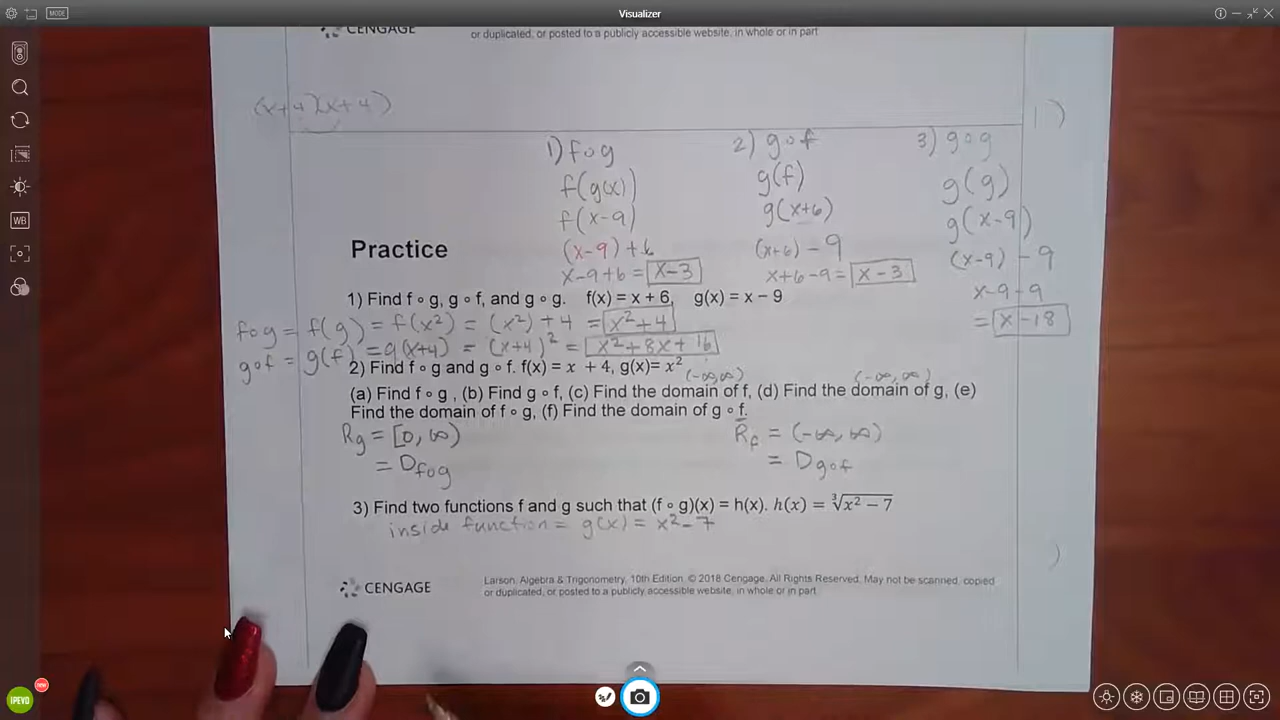 MODE
Visualizer
CENGAGE
or duplicated, or posted to a publicly accessible website, in whole or in part
(x+4)(x+4)
1) f∘g
2) g∘f
3) g∘g
f(g(x))
g(f)
g(g)
f(x-9)
g(x+6)
g(x-9)
(x-9)+6
(x+6)-9
(x-9)-9
x-9+6 = x-3
x+6-9 = x-3
x-9-9
= x-18
Practice
1) Find f ∘ g, g ∘ f, and g ∘ g. f(x) = x + 6, g(x) = x − 9
f∘g = f(g) = f(x²) = (x²)+4 = x²+4
g∘f = g(f) = g(x+4) = (x+4)² = x²+8x+16
2) Find f ∘ g and g ∘ f. f(x) = x + 4, g(x)= x²
(-∞,∞)
(-∞,∞)
(a) Find f ∘ g , (b) Find g ∘ f, (c) Find the domain of f, (d) Find the domain of g, (e)
Find the domain of f ∘ g, (f) Find the domain of g ∘ f.
Rg = [0,∞)
= Df∘g
Rf = (-∞,∞)
= Dg∘f
3) Find two functions f and g such that (f ∘ g)(x) = h(x). h(x) = ∛(x² − 7)
inside function = g(x) = x²-7
CENGAGE
Larson, Algebra & Trigonometry, 10th Edition. © 2018 Cengage. All Rights Reserved. May not be scanned, copied
or duplicated, or posted to a publicly accessible website, in whole or in part
WB
IPEVO
new